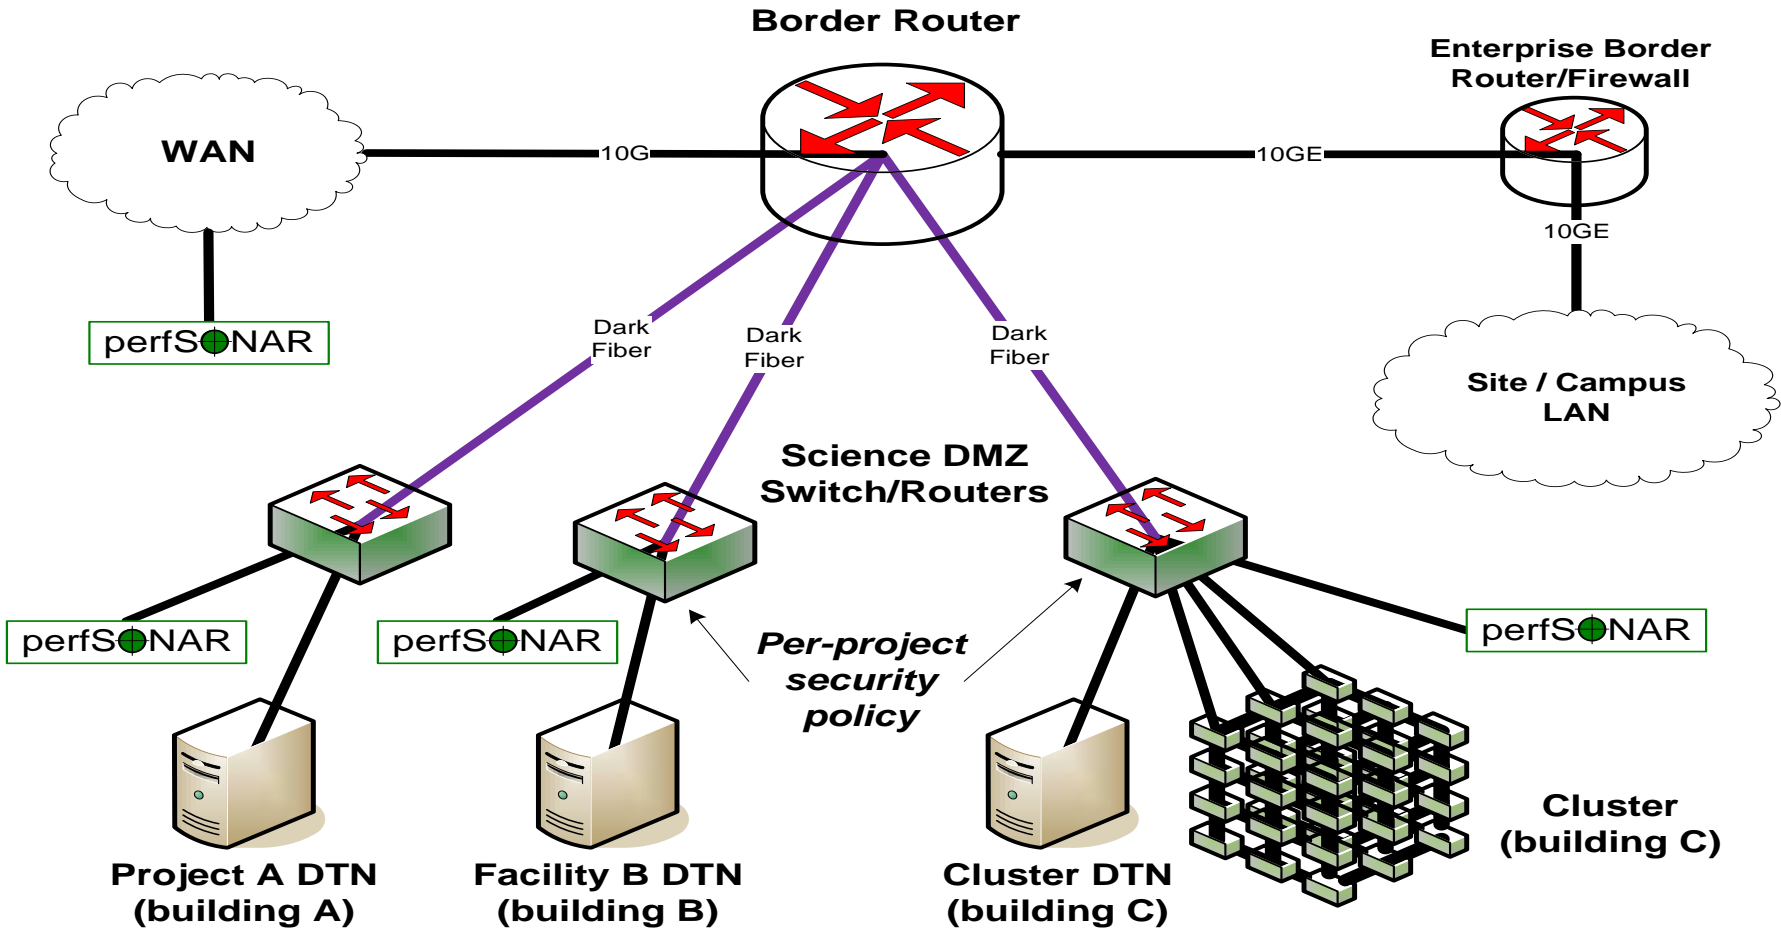 Border Router
Enterprise Border
Router/Firewall
WAN
10G
10GE
10GE
perfSONAR
Dark
Fiber
Dark
Fiber
Dark
Fiber
Site / Campus
LAN
Science DMZ
Switch/Routers
perfSONAR
perfSONAR
perfSONAR
Per-project
security
policy
Cluster
(building C)
Project A DTN
(building A)
Facility B DTN
(building B)
Cluster DTN
(building C)